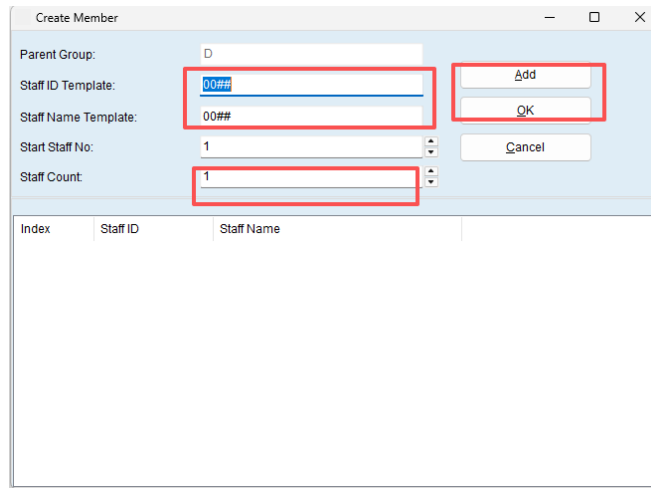 Create Member
Parent Group: D
Staff ID Template: 00##
Add
Staff Name Template: 00##
OK
Start Staff No: 1
Cancel
Staff Count: 1
Index Staff ID Staff Name